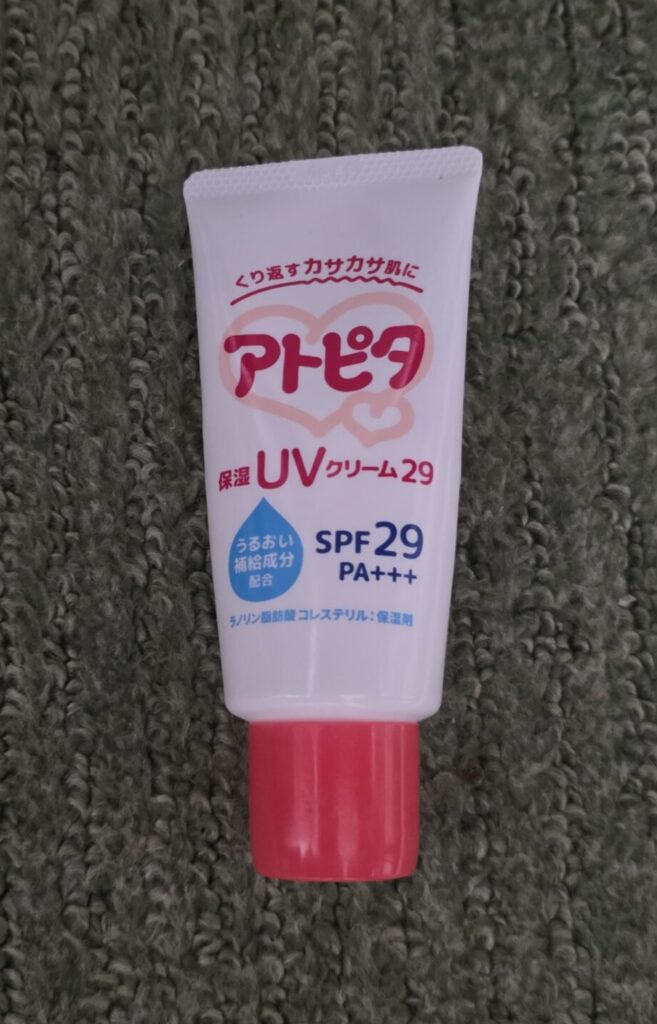 くり返すカサカサ肌に
アトピタ
保湿UVクリーム29
うるおい
補給成分
配合
SPF29
PA+++
ラノリン脂肪酸コレステリル：保湿剤